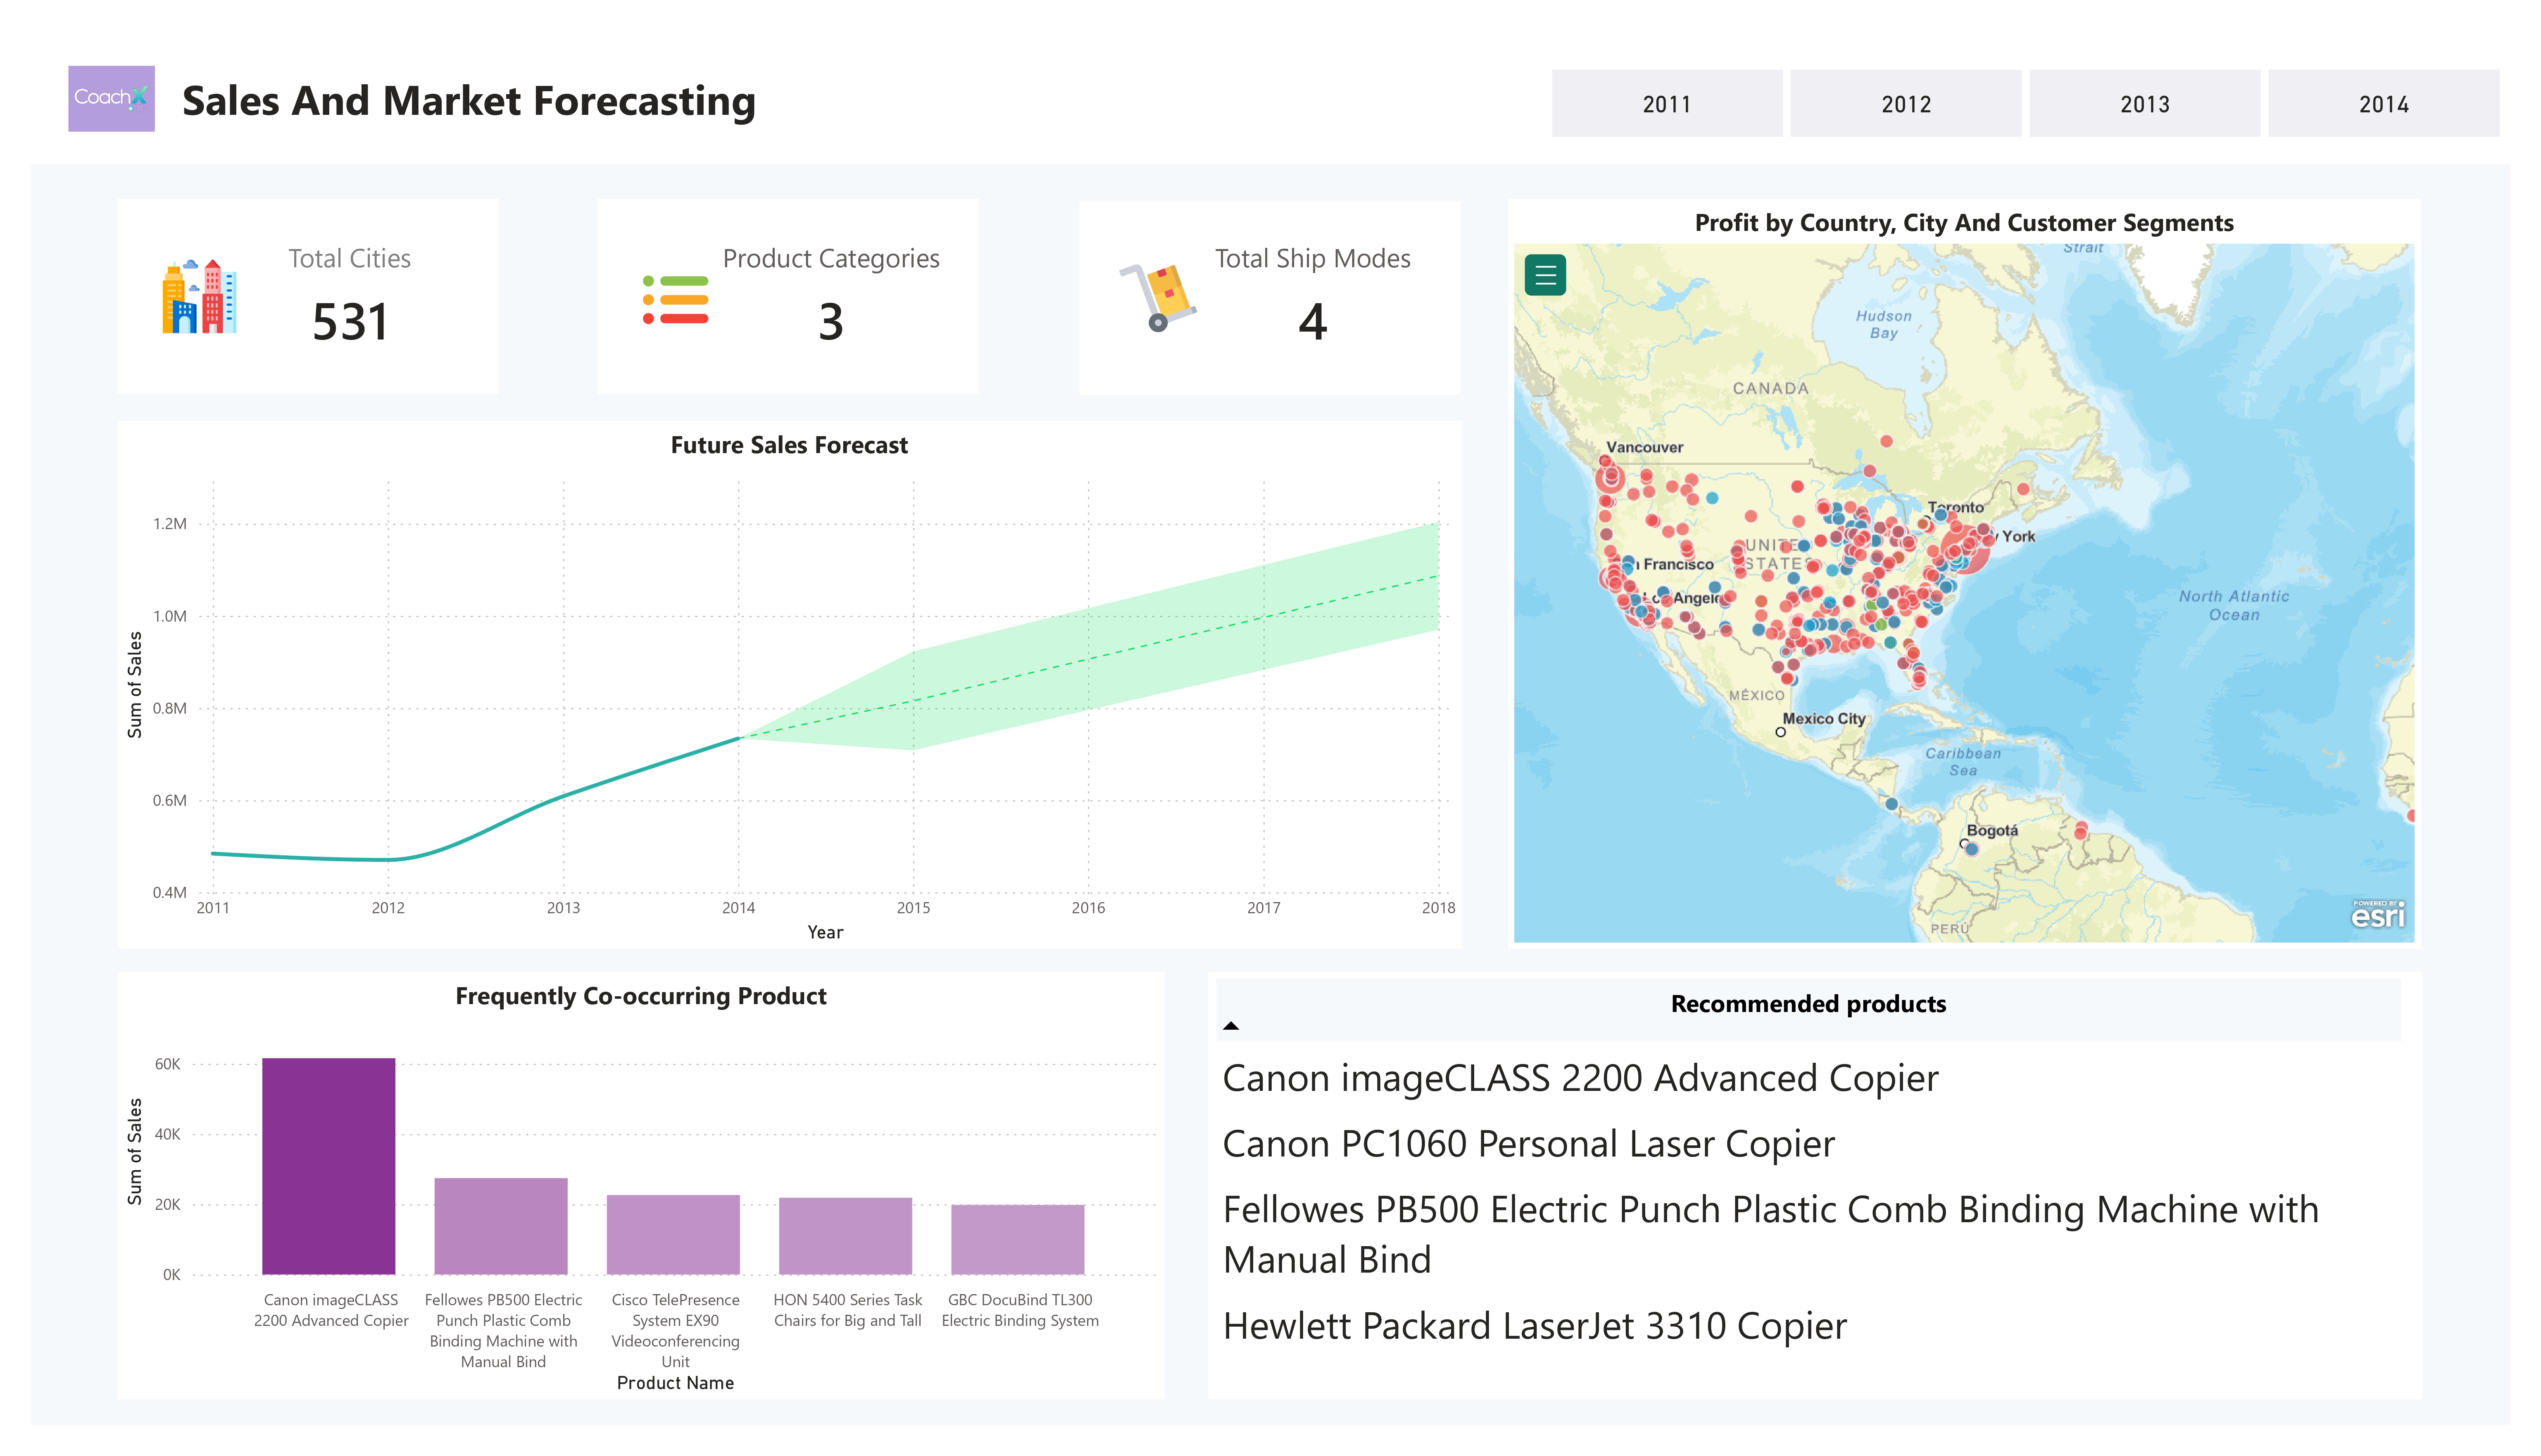 CoachX
Sales And Market Forecasting
2011
2012
2013
2014
Total Cities
531
Product Categories
3
Total Ship Modes
4
Future Sales Forecast
Sum of Sales
1.2M
1.0M
0.8M
0.6M
0.4M
2011
2012
2013
2014
2015
2016
2017
2018
Year
Profit by Country, City And Customer Segments
Strait
Hudson
Bay
CANADA
Vancouver
Toronto
York
UNITE
STATE
Francisco
Angele
North Atlantic
Ocean
MÉXICO
Mexico City
Caribbean
Sea
Bogotá
PERÚ
POWERED BY
esri
Frequently Co-occurring Product
Sum of Sales
60K
40K
20K
0K
Canon imageCLASS
2200 Advanced Copier
Fellowes PB500 Electric
Punch Plastic Comb
Binding Machine with
Manual Bind
Cisco TelePresence
System EX90
Videoconferencing
Unit
HON 5400 Series Task
Chairs for Big and Tall
GBC DocuBind TL300
Electric Binding System
Product Name
Recommended products
Canon imageCLASS 2200 Advanced Copier
Canon PC1060 Personal Laser Copier
Fellowes PB500 Electric Punch Plastic Comb Binding Machine with
Manual Bind
Hewlett Packard LaserJet 3310 Copier